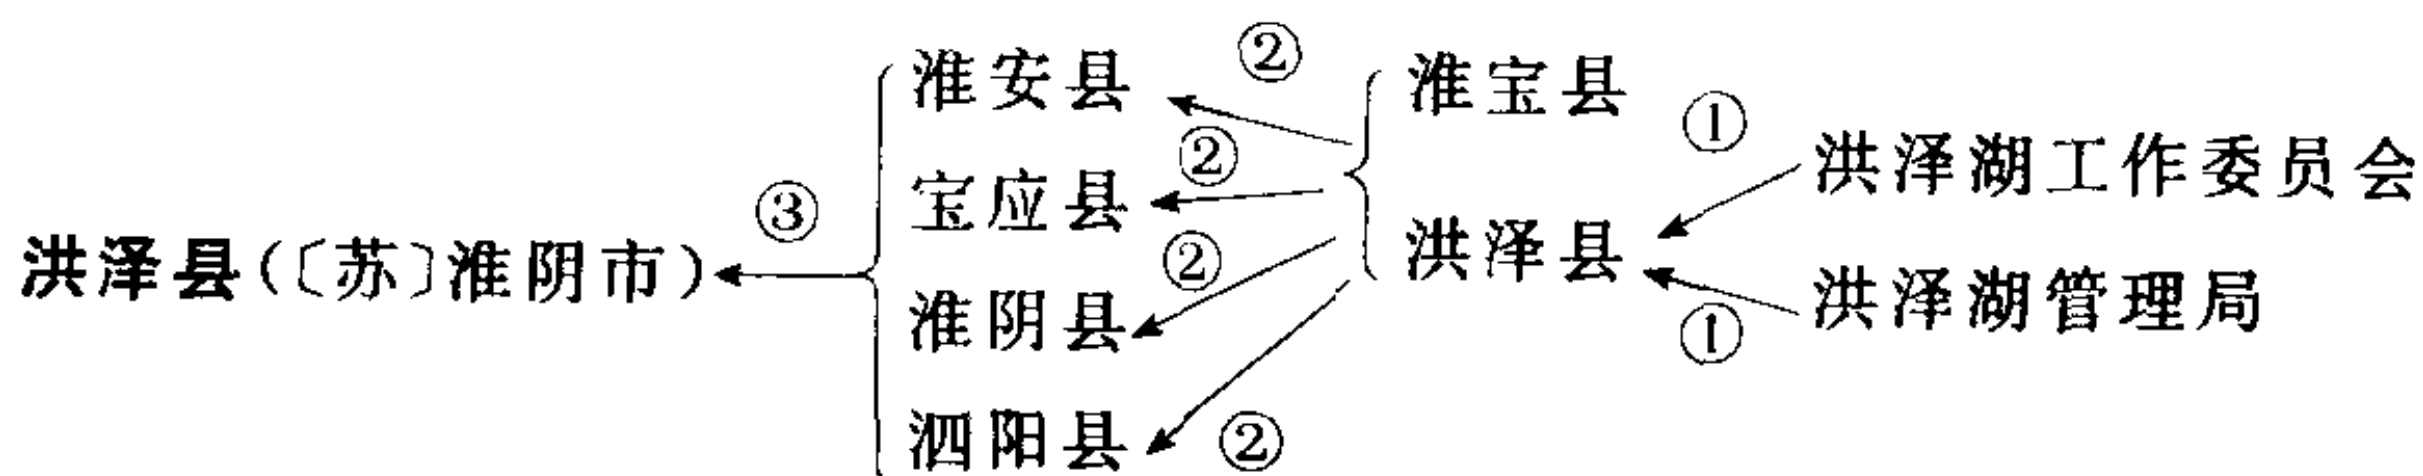 淮安县 ② 淮宝县
① 洪泽湖工作委员会
宝应县 ②
③
洪泽县(〔苏〕淮阴市) 洪泽县
② 洪泽湖管理局
淮阴县 ①
泗阳县 ②